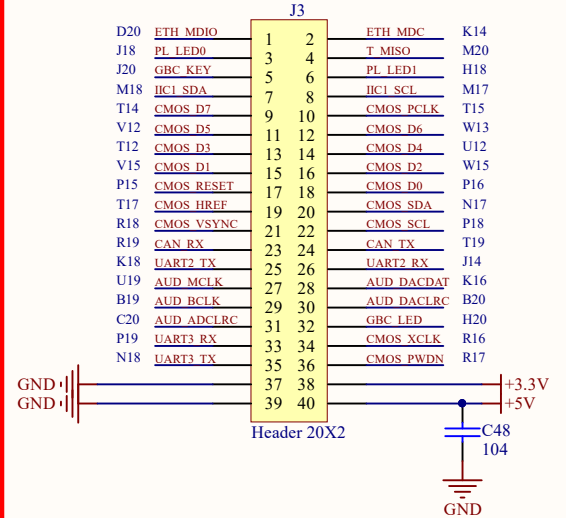 J3
D20 ETH_MDIO 1 2 ETH_MDC K14
J18 PL_LED0 3 4 T_MISO M20
J20 GBC_KEY 5 6 PL_LED1 H18
M18 IIC1_SDA 7 8 IIC1_SCL M17
T14 CMOS_D7 9 10 CMOS_PCLK T15
V12 CMOS_D5 11 12 CMOS_D6 W13
T12 CMOS_D3 13 14 CMOS_D4 U12
V15 CMOS_D1 15 16 CMOS_D2 W15
P15 CMOS_RESET 17 18 CMOS_D0 P16
T17 CMOS_HREF 19 20 CMOS_SDA N17
R18 CMOS_VSYNC 21 22 CMOS_SCL P18
R19 CAN_RX 23 24 CAN_TX T19
K18 UART2_TX 25 26 UART2_RX J14
U19 AUD_MCLK 27 28 AUD_DACDAT K16
B19 AUD_BCLK 29 30 AUD_DACLRC B20
C20 AUD_ADCLRC 31 32 GBC_LED H20
P19 UART3_RX 33 34 CMOS_XCLK R16
N18 UART3_TX 35 36 CMOS_PWDN R17
GND 37 38 +3.3V
GND 39 40 +5V
Header 20X2
C48
104
GND